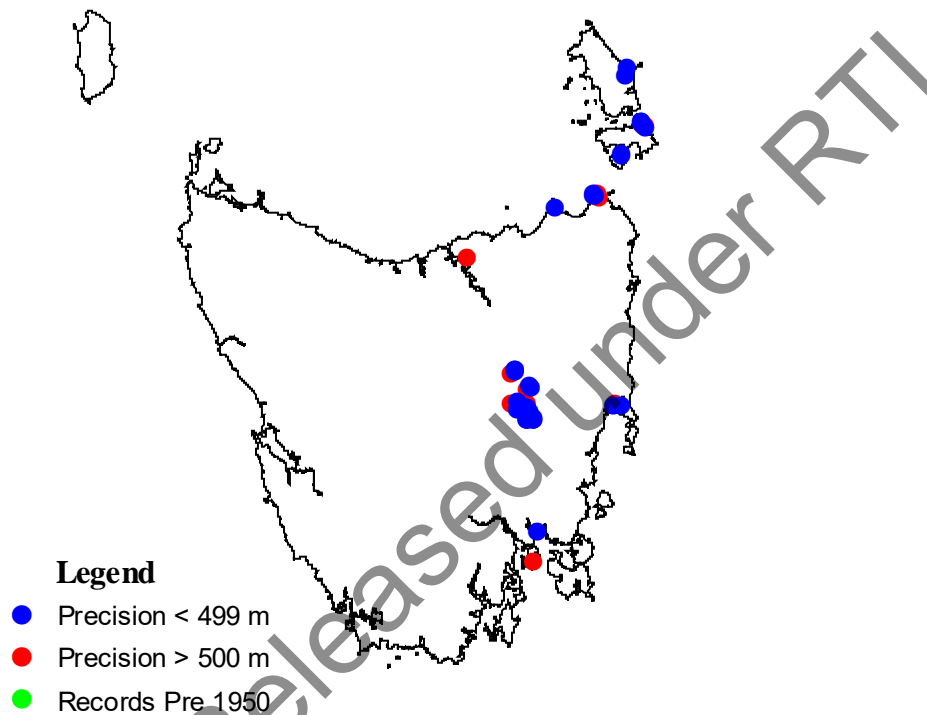 Released under RTI
Legend
Precision < 499 m
Precision > 500 m
Records Pre 1950